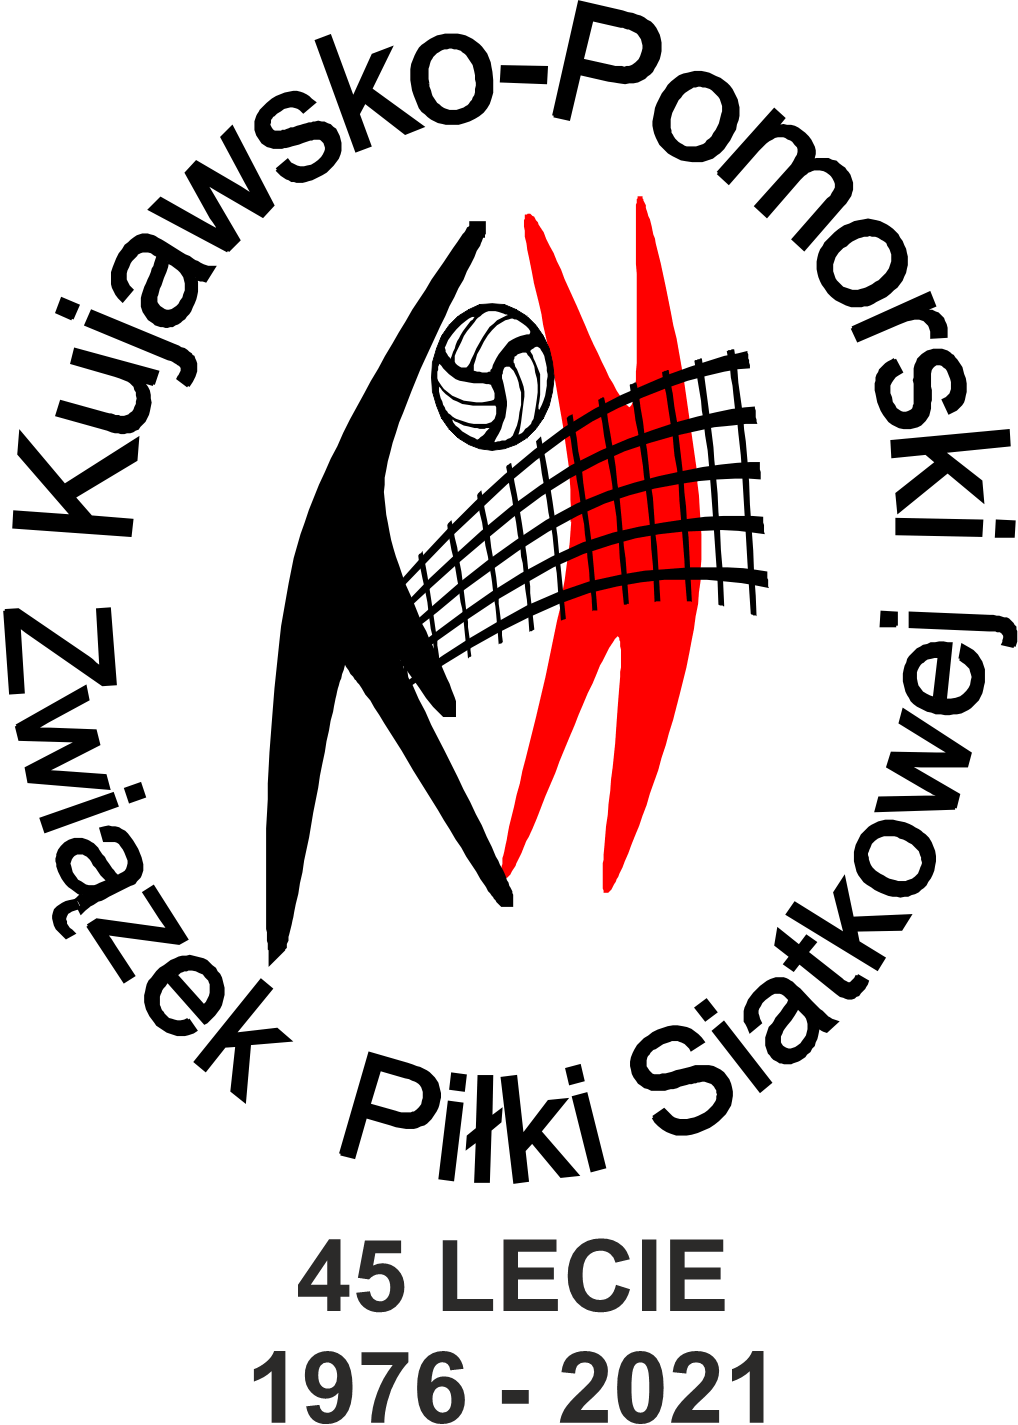 Kujawsko-Pomorski
Związek Piłki Siatkowej
45 LECIE
1976 - 2021